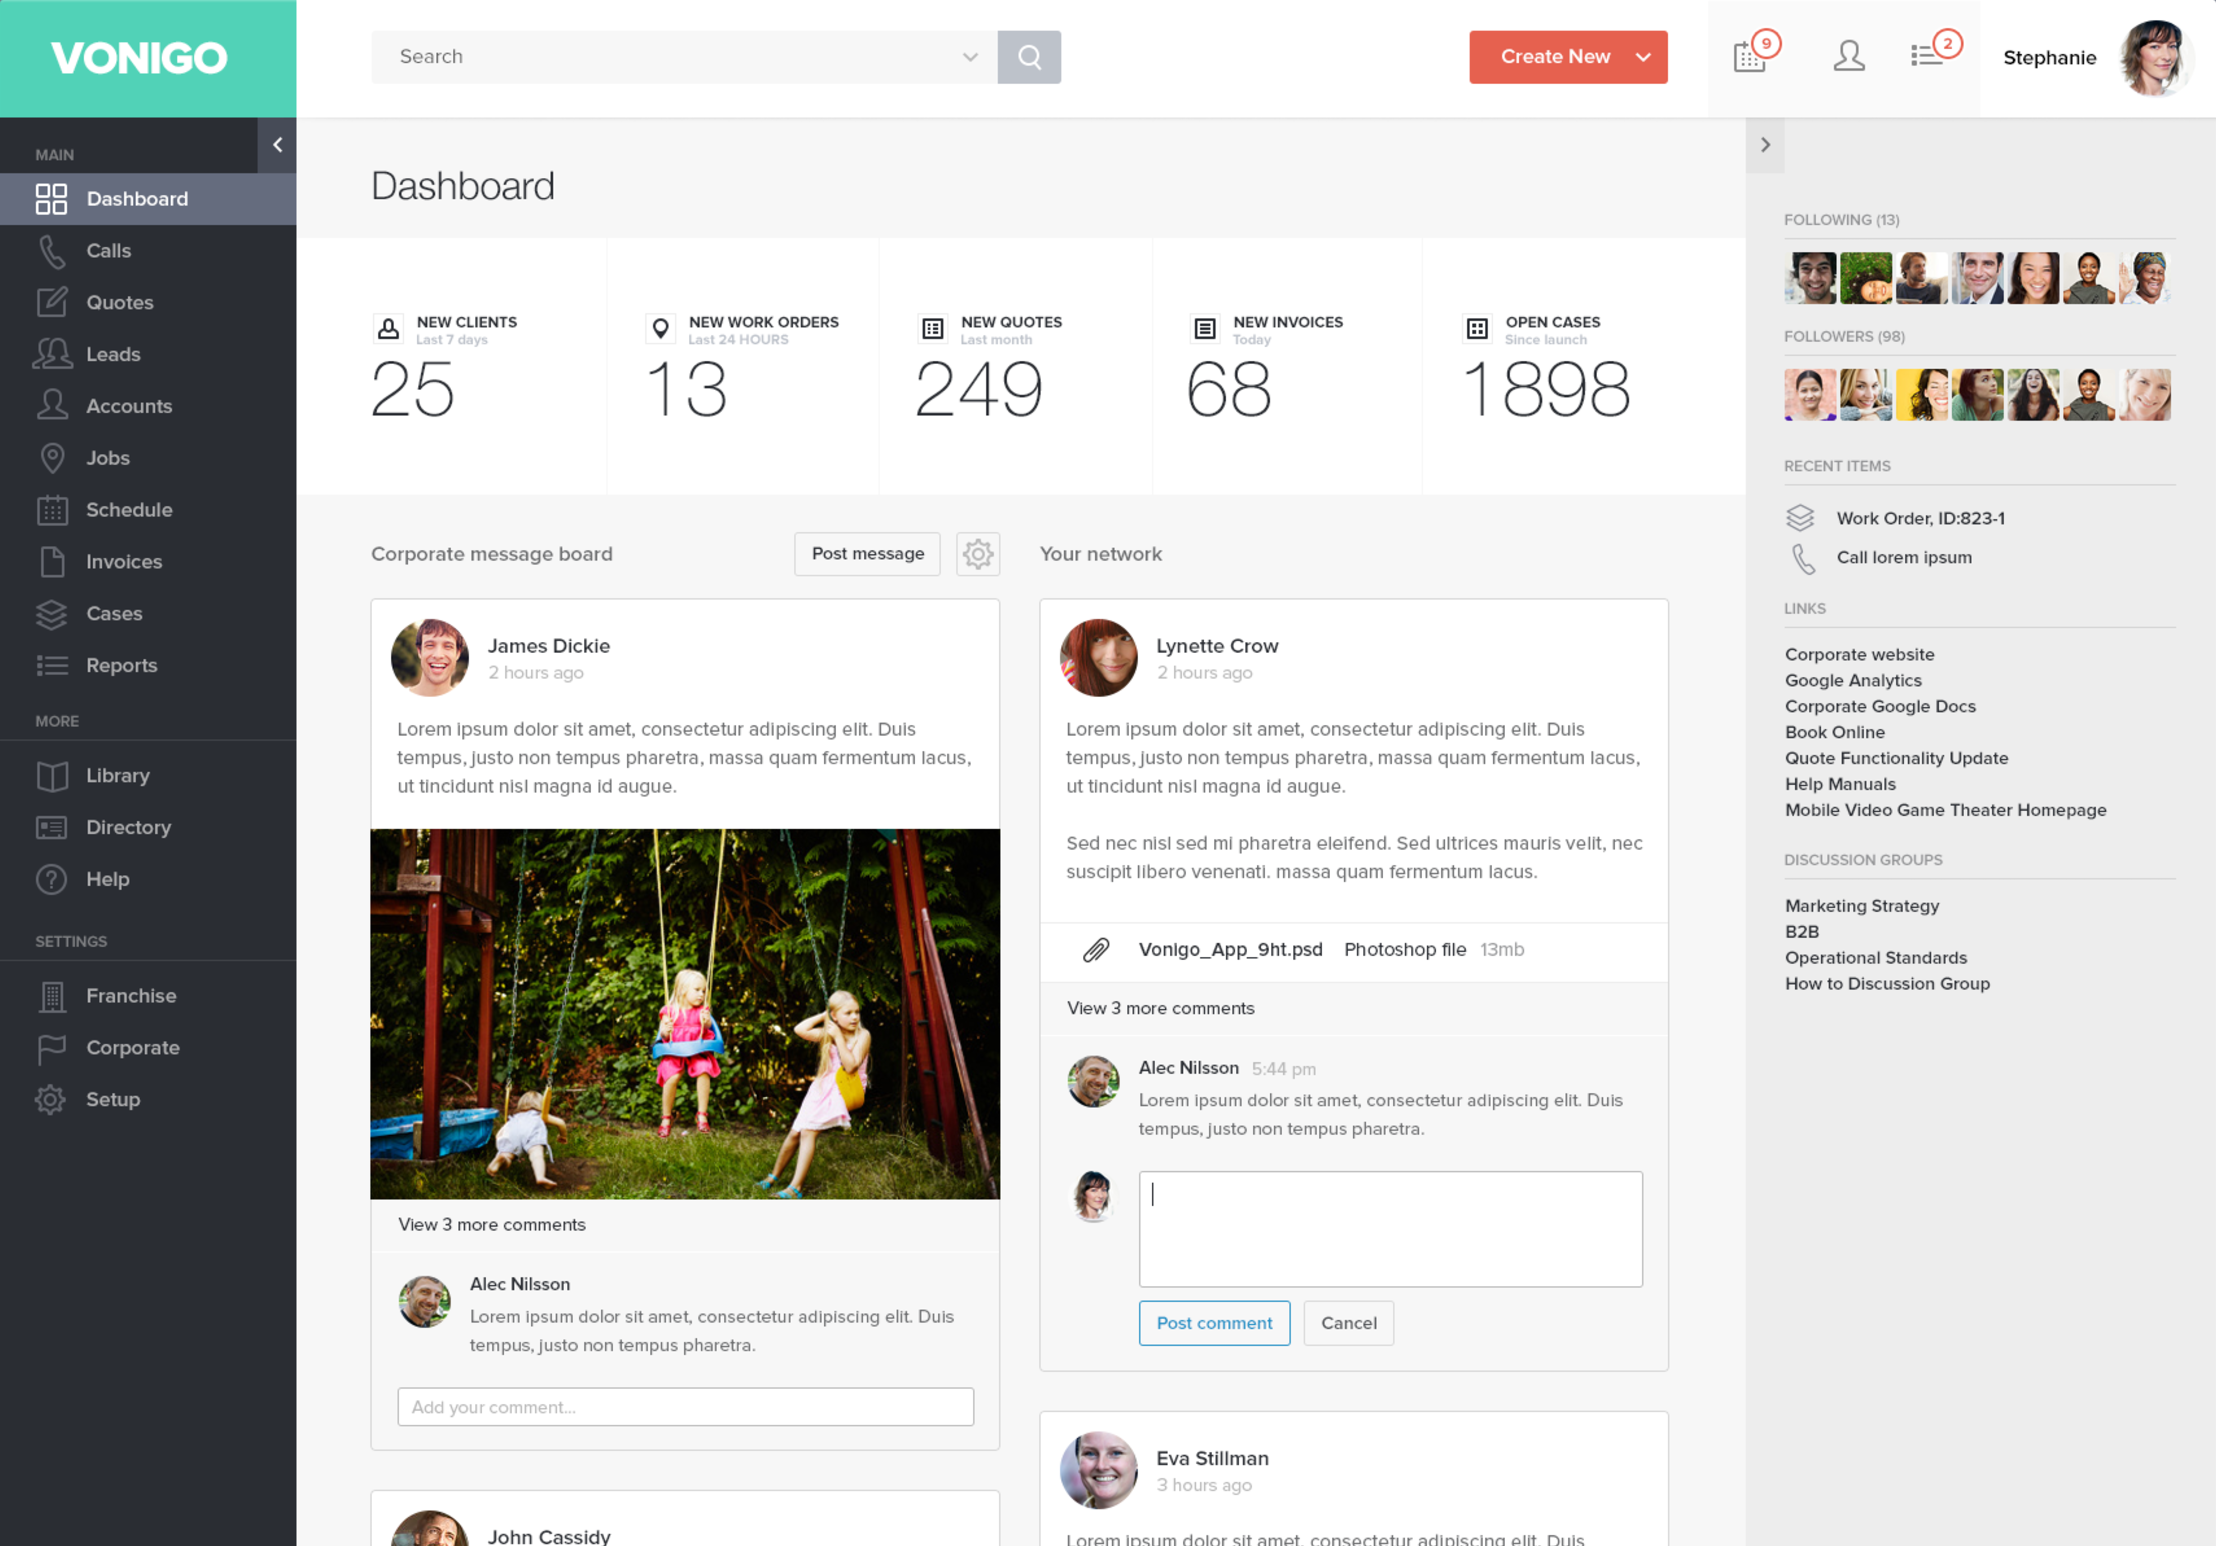 VONIGO
Search
Create New
9
2
Stephanie
MAIN
Dashboard
Calls
Quotes
Leads
Accounts
Jobs
Schedule
Invoices
Cases
Reports
MORE
Library
Directory
Help
SETTINGS
Franchise
Corporate
Setup
Dashboard
NEW CLIENTS
Last 7 days
25
NEW WORK ORDERS
Last 24 HOURS
13
NEW QUOTES
Last month
249
NEW INVOICES
Today
68
OPEN CASES
Since launch
1898
Corporate message board
Post message
James Dickie
2 hours ago
Lorem ipsum dolor sit amet, consectetur adipiscing elit. Duis
tempus, justo non tempus pharetra, massa quam fermentum lacus,
ut tincidunt nisl magna id augue.
View 3 more comments
Alec Nilsson
Lorem ipsum dolor sit amet, consectetur adipiscing elit. Duis
tempus, justo non tempus pharetra.
Add your comment...
John Cassidy
Your network
Lynette Crow
2 hours ago
Lorem ipsum dolor sit amet, consectetur adipiscing elit. Duis
tempus, justo non tempus pharetra, massa quam fermentum lacus,
ut tincidunt nisl magna id augue.
Sed nec nisl sed mi pharetra eleifend. Sed ultrices mauris velit, nec
suscipit libero venenati. massa quam fermentum lacus.
Vonigo_App_9ht.psd Photoshop file 13mb
View 3 more comments
Alec Nilsson 5:44 pm
Lorem ipsum dolor sit amet, consectetur adipiscing elit. Duis
tempus, justo non tempus pharetra.
Post comment
Cancel
Eva Stillman
3 hours ago
Lorem ipsum dolor sit amet, consectetur adipiscing elit. Duis
FOLLOWING (13)
FOLLOWERS (98)
RECENT ITEMS
Work Order, ID:823-1
Call lorem ipsum
LINKS
Corporate website
Google Analytics
Corporate Google Docs
Book Online
Quote Functionality Update
Help Manuals
Mobile Video Game Theater Homepage
DISCUSSION GROUPS
Marketing Strategy
B2B
Operational Standards
How to Discussion Group